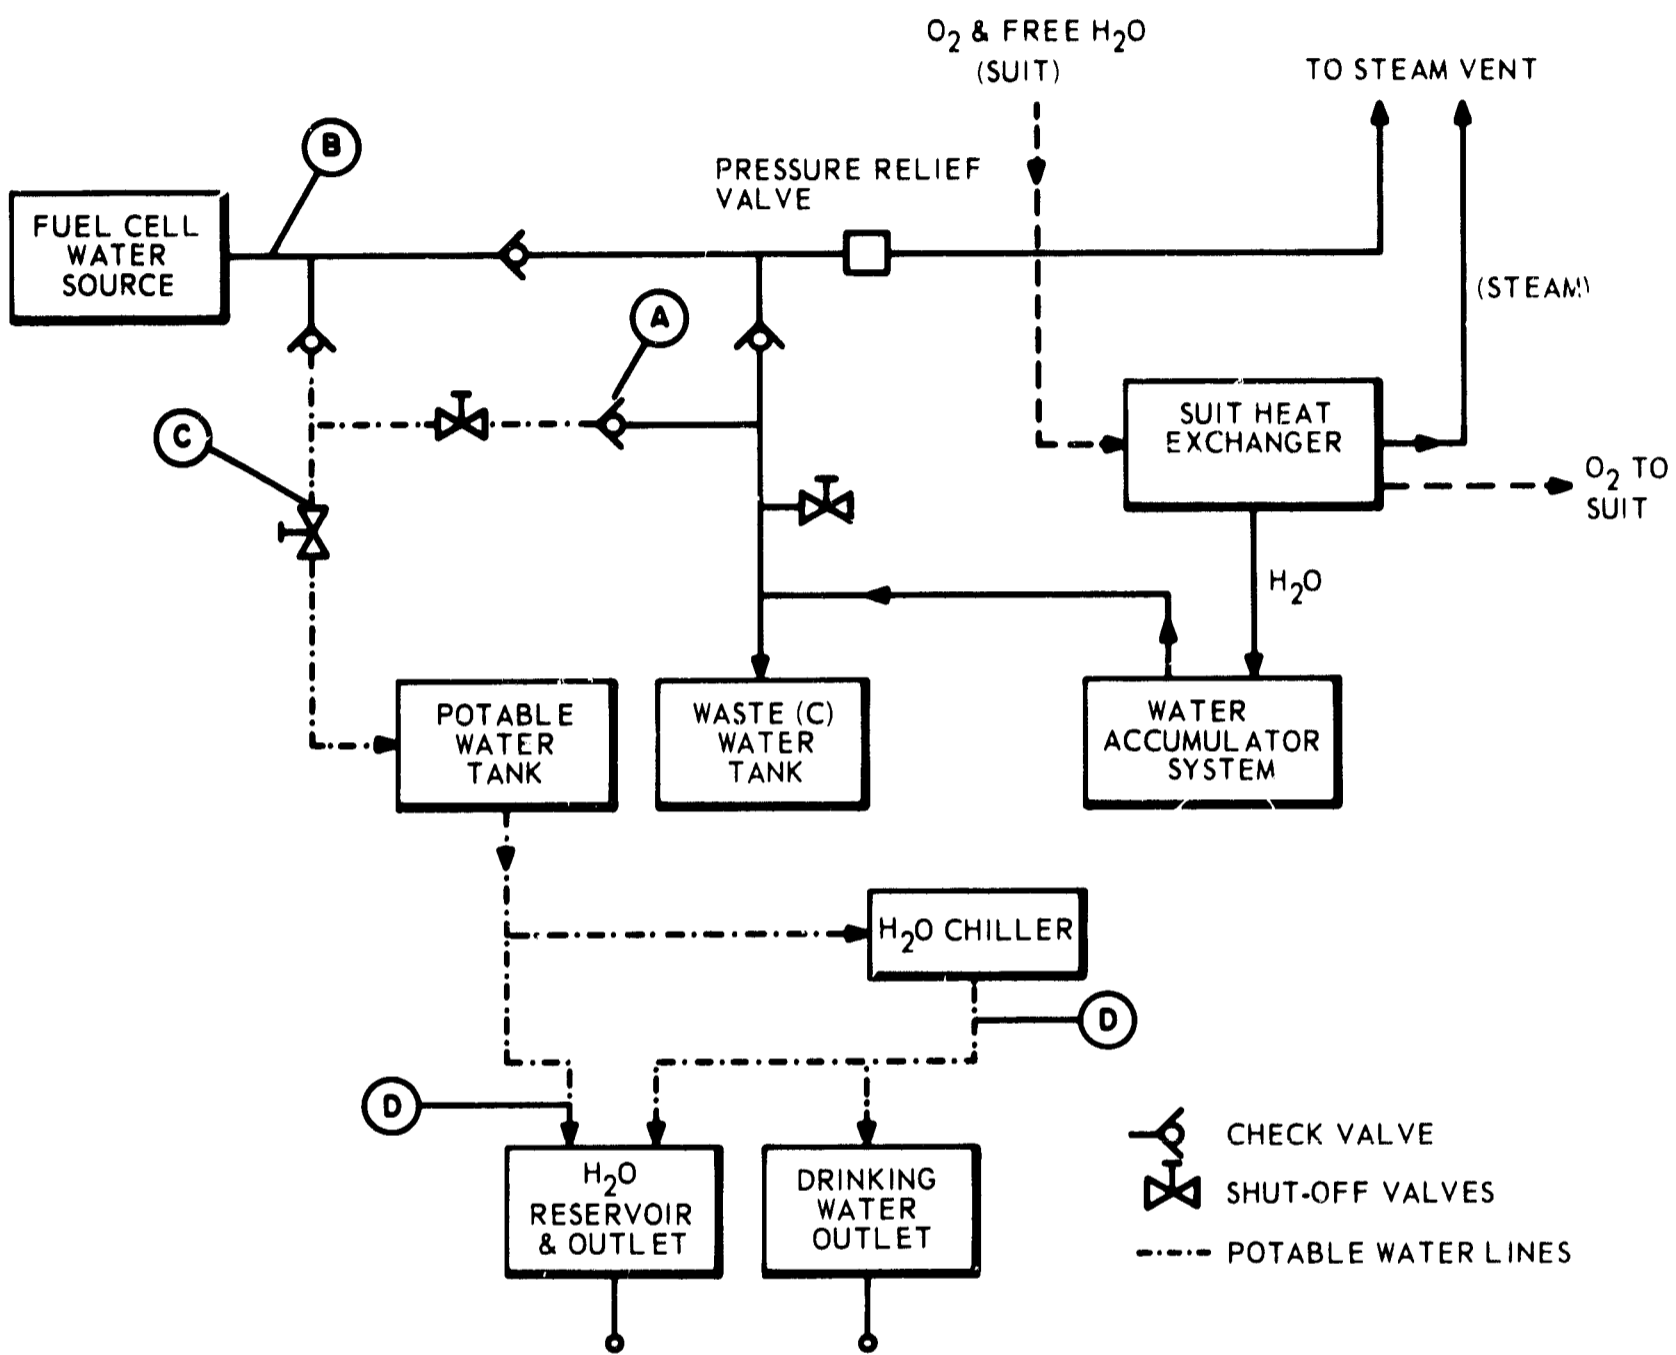 O2 & FREE H2O
(SUIT)
TO STEAM VENT
B
PRESSURE RELIEF
VALVE
FUEL CELL
WATER
SOURCE
(STEAM)
A
SUIT HEAT
EXCHANGER
C
O2 TO
SUIT
H2O
POTABLE
WATER
TANK
WASTE (C)
WATER
TANK
WATER
ACCUMULATOR
SYSTEM
H2O CHILLER
D
D
H2O
RESERVOIR
& OUTLET
DRINKING
WATER
OUTLET
CHECK VALVE
SHUT-OFF VALVES
POTABLE WATER LINES